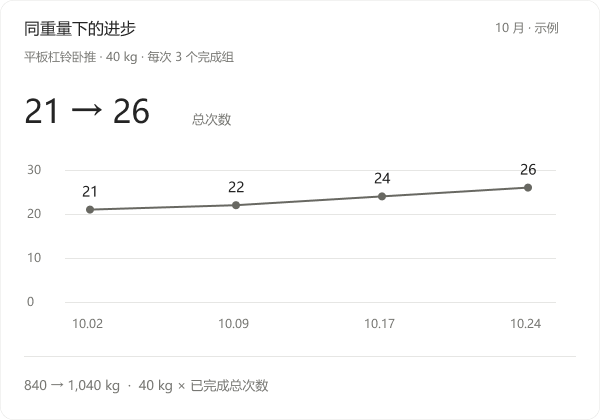 同重量下的进步
10 月 · 示例
平板杠铃卧推 · 40 kg · 每次 3 个完成组
21 → 26
总次数
30
20
10
0
21
22
24
26
10.02
10.09
10.17
10.24
840 → 1,040 kg · 40 kg × 已完成总次数